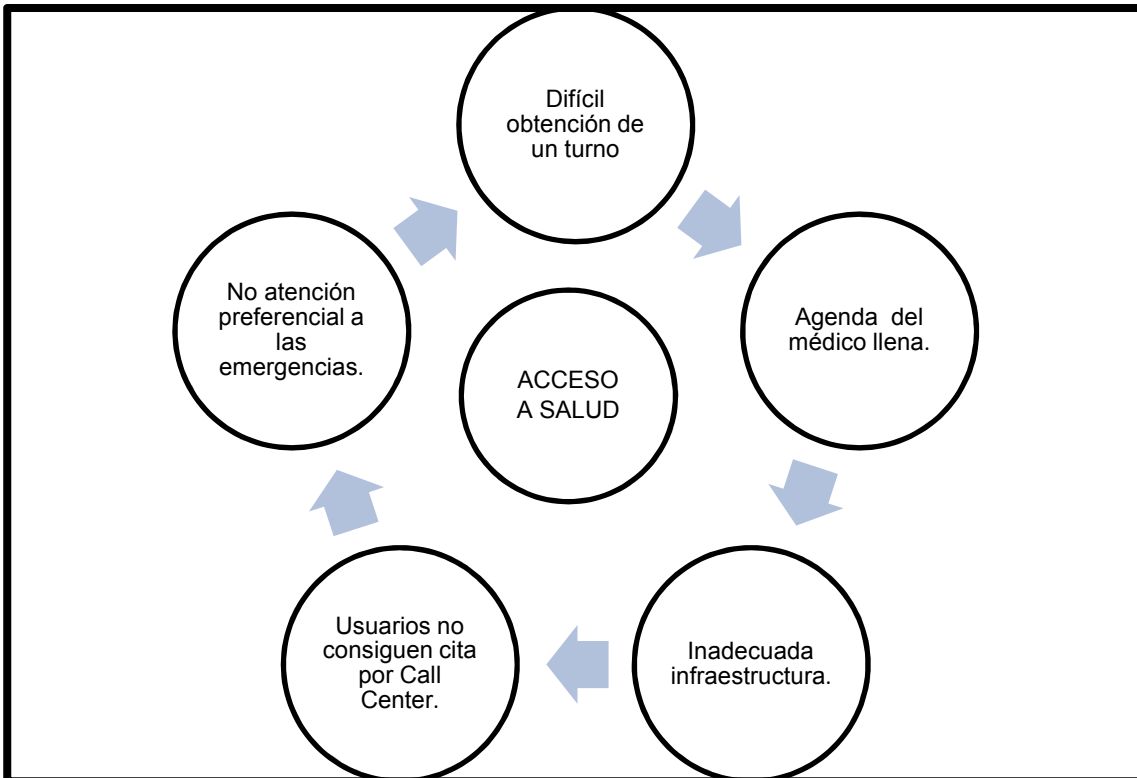 Difícil
obtención de
un turno
Agenda  del
médico llena.
Inadecuada
infraestructura.
Usuarios no
consiguen cita
por Call
Center.
No atención
preferencial a
las
emergencias.
ACCESO
A SALUD